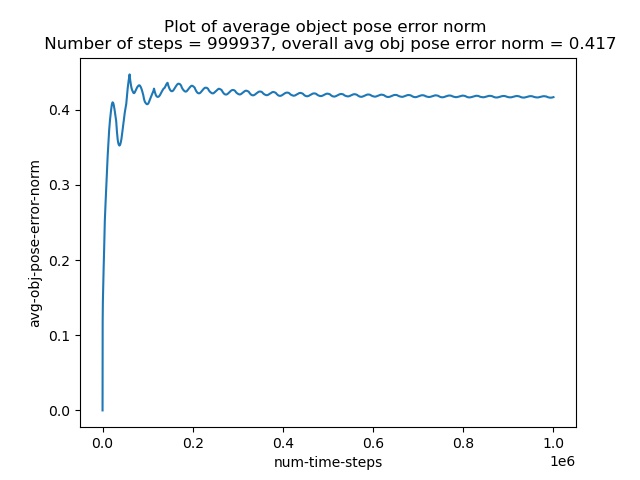 Plot of average object pose error norm
Number of steps = 999937, overall avg obj pose error norm = 0.417
avg-obj-pose-error-norm
0.4
0.3
0.2
0.1
0.0
0.0 0.2 0.4 0.6 0.8 1.0
1e6
num-time-steps